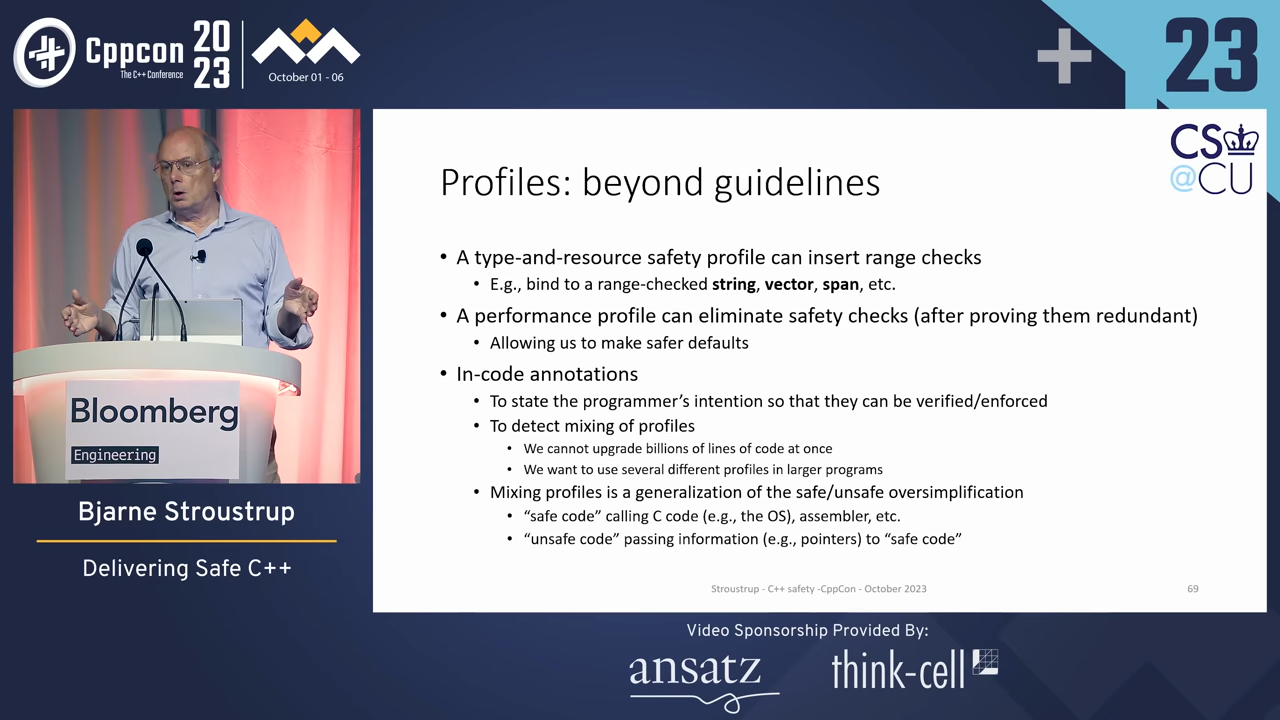 Cppcon
The C++ Conference
20
23
October 01 - 06
23
CS
@CU
Profiles: beyond guidelines
• A type-and-resource safety profile can insert range checks
• E.g., bind to a range-checked string, vector, span, etc.
• A performance profile can eliminate safety checks (after proving them redundant)
• Allowing us to make safer defaults
• In-code annotations
• To state the programmer's intention so that they can be verified/enforced
• To detect mixing of profiles
• We cannot upgrade billions of lines of code at once
• We want to use several different profiles in larger programs
• Mixing profiles is a generalization of the safe/unsafe oversimplification
• “safe code” calling C code (e.g., the OS), assembler, etc.
• “unsafe code” passing information (e.g., pointers) to “safe code”
Stroustrup - C++ safety -CppCon - October 2023
69
Bloomberg
Engineering
Bjarne Stroustrup
Delivering Safe C++
Video Sponsorship Provided By:
ansatz
think-cell